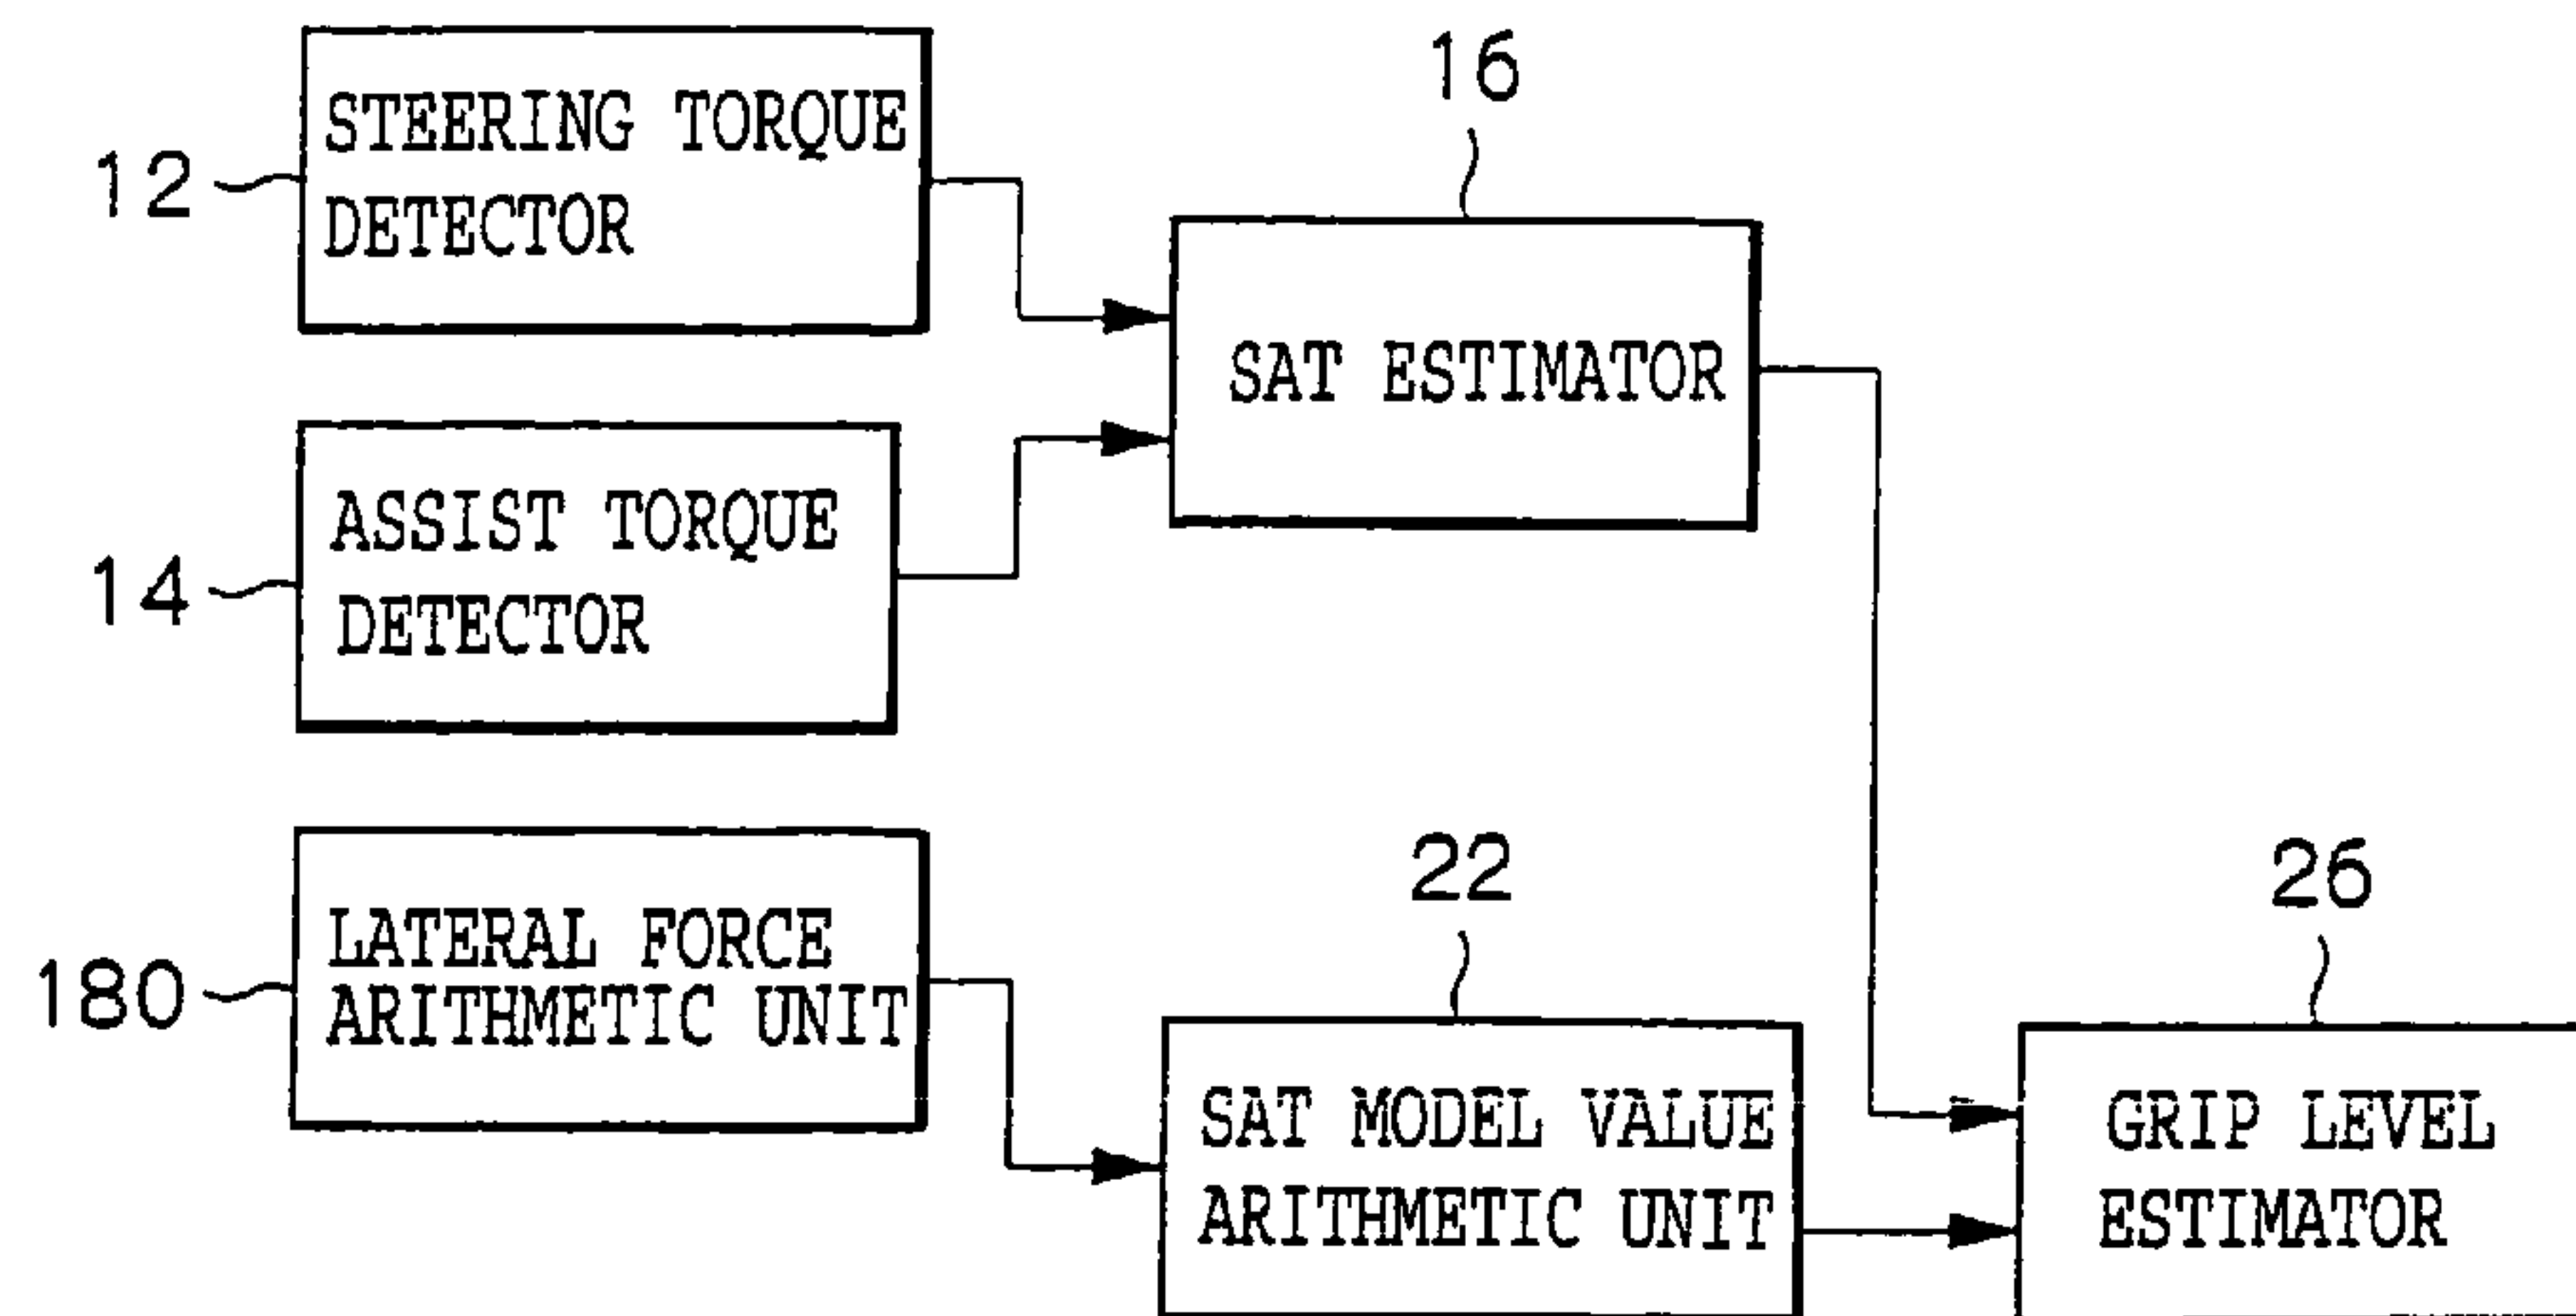 12
STEERING TORQUE
DETECTOR
16
SAT ESTIMATOR
14
ASSIST TORQUE
DETECTOR
180
LATERAL FORCE
ARITHMETIC UNIT
22
SAT MODEL VALUE
ARITHMETIC UNIT
26
GRIP LEVEL
ESTIMATOR